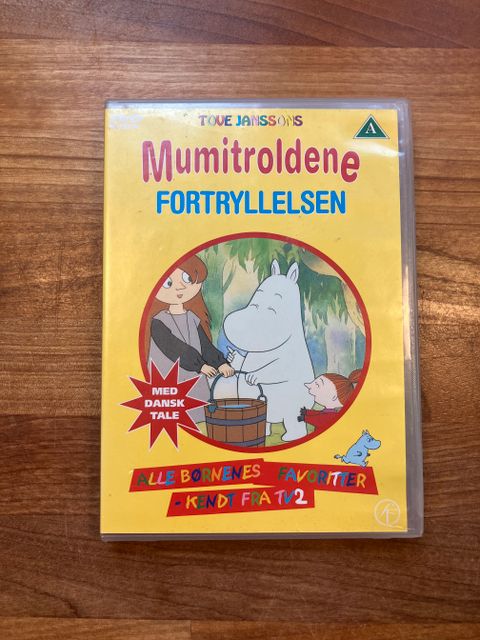 TOVE JANSSONS
A
Mumitroldene
FORTRYLLELSEN
MED
DANSK
TALE
ALLE BØRNENES FAVORITTER
- KENDT FRA TV2